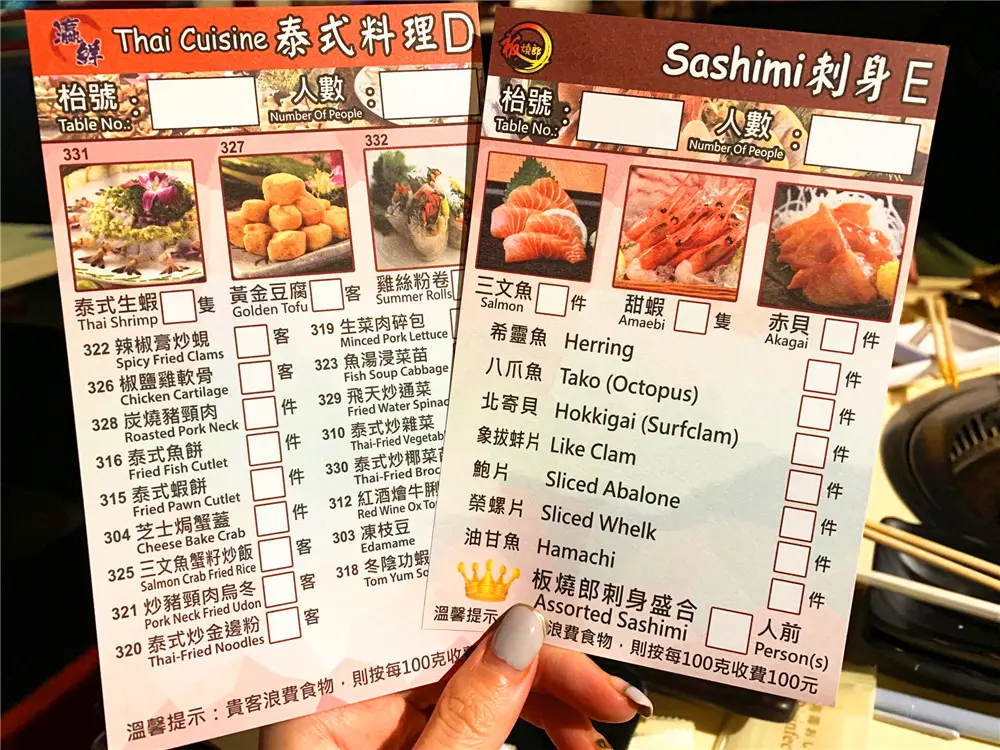 瀛鮮
Thai Cuisine 泰式料理 D
枱號：
Table No.:
人數：
Number Of People
331
327
332
泰式生蝦 隻
Thai Shrimp
黃金豆腐 客
Golden Tofu
雞絲粉卷
Summer Rolls
322 辣椒膏炒蜆 客
Spicy Fried Clams
326 椒鹽雞軟骨 客
Chicken Cartilage
328 炭燒豬頸肉 件
Roasted Pork Neck
316 泰式魚餅 件
Fried Fish Cutlet
315 泰式蝦餅 件
Fried Pawn Cutlet
304 芝士焗蟹蓋 件
Cheese Bake Crab
325 三文魚蟹籽炒飯 客
Salmon Crab Fried Rice
321 炒豬頸肉烏冬 客
Pork Neck Fried Udon
320 泰式炒金邊粉 客
Thai-Fried Noodles
319 生菜肉碎包
Minced Pork Lettuce
323 魚湯浸菜苗
Fish Soup Cabbage
329 飛天炒通菜
Fried Water Spinac
310 泰式炒雜菜
Thai-Fried Vegetab
330 泰式炒椰菜苗
Thai-Fried Broc
312 紅酒燴牛脷
Red Wine Ox To
303 凍枝豆
Edamame
318 冬陰功蝦
Tom Yum So
溫馨提示：貴客浪費食物，則按每100克收
板燒郎
Sashimi 刺身 E
枱號：
Table No.:
人數：
Number Of People
三文魚 件
Salmon
甜蝦 隻
Amaebi
赤貝 件
Akagai
希靈魚 Herring 件
八爪魚 Tako (Octopus) 件
北寄貝 Hokkigai (Surfclam) 件
象拔蚌片 Like Clam 件
鮑片 Sliced Abalone 件
榮螺片 Sliced Whelk 件
油甘魚 Hamachi 件
板燒郎刺身盛合 人前
Assorted Sashimi Person(s)
溫馨提示 浪費食物，則按每100克收費100元